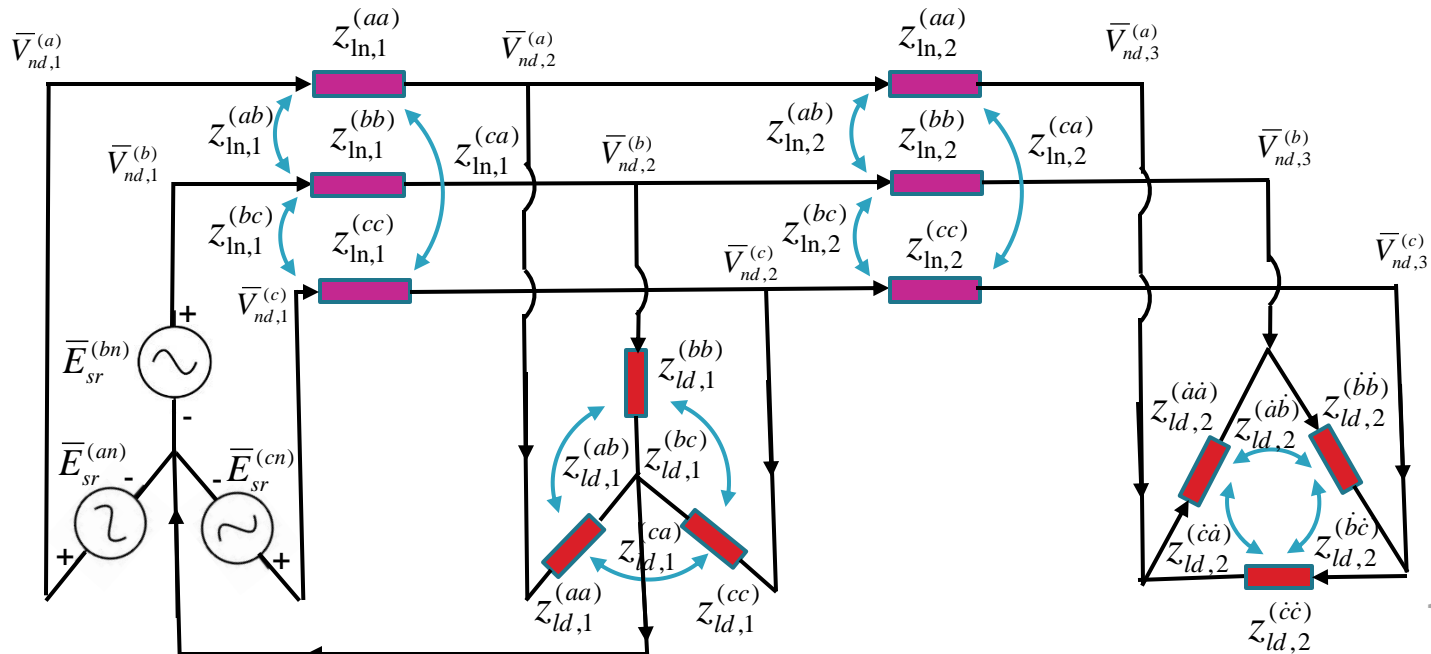 z_{ln,1}^{(aa)}
z_{ln,2}^{(aa)}
V̅_{nd,1}^{(a)}
V̅_{nd,2}^{(a)}
V̅_{nd,3}^{(a)}
z_{ln,1}^{(ab)}
z_{ln,1}^{(bb)}
z_{ln,1}^{(ca)}
z_{ln,2}^{(ab)}
z_{ln,2}^{(bb)}
z_{ln,2}^{(ca)}
V̅_{nd,1}^{(b)}
V̅_{nd,2}^{(b)}
V̅_{nd,3}^{(b)}
z_{ln,1}^{(bc)}
z_{ln,1}^{(cc)}
z_{ln,2}^{(bc)}
z_{ln,2}^{(cc)}
V̅_{nd,1}^{(c)}
V̅_{nd,2}^{(c)}
V̅_{nd,3}^{(c)}
+
E̅_{sr}^{(bn)}
-
z_{ld,1}^{(bb)}
z_{ld,1}^{(ab)}
z_{ld,1}^{(bc)}
z_{ld,2}^{(ȧȧ)}
z_{ld,2}^{(ȧḃ)}
z_{ld,2}^{(ḃḃ)}
E̅_{sr}^{(an)}
-
-
E̅_{sr}^{(cn)}
+
+
z_{ld,1}^{(ca)}
z_{ld,2}^{(ċȧ)}
z_{ld,2}^{(ḃċ)}
z_{ld,1}^{(aa)}
z_{ld,1}^{(cc)}
z_{ld,2}^{(ċċ)}